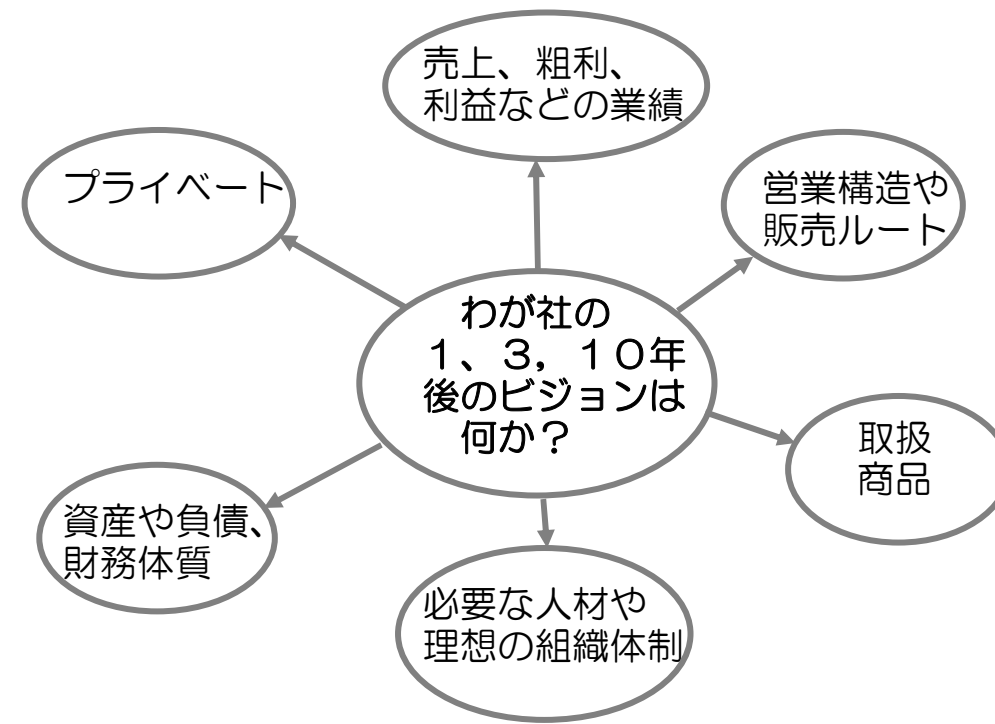 売上、粗利、
利益などの業績
プライベート
営業構造や
販売ルート
わが社の
１、３，１０年
後のビジョンは
何か？
取扱
商品
資産や負債、
財務体質
必要な人材や
理想の組織体制